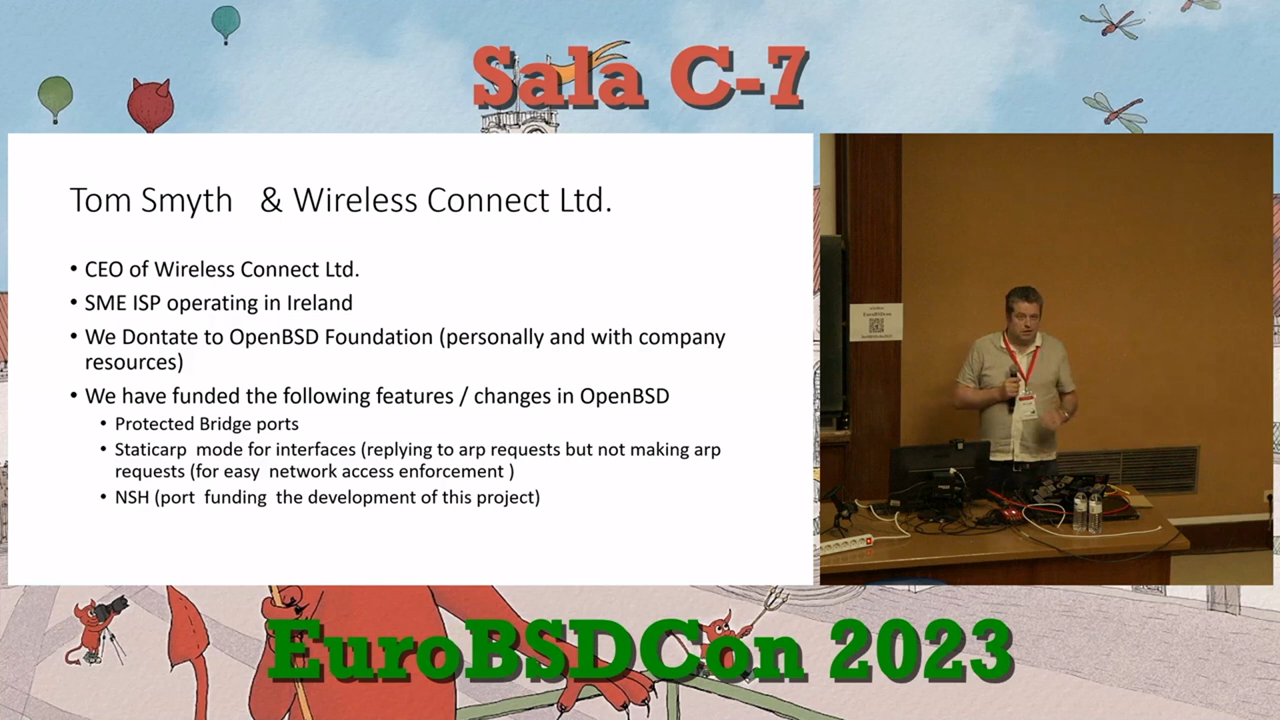 Sala C-7
Tom Smyth & Wireless Connect Ltd.
• CEO of Wireless Connect Ltd.
• SME ISP operating in Ireland
• We Dontate to OpenBSD Foundation (personally and with company
resources)
• We have funded the following features / changes in OpenBSD
• Protected Bridge ports
• Staticarp mode for interfaces (replying to arp requests but not making arp
requests (for easy network access enforcement )
• NSH (port funding the development of this project)
EuroBSDCon 2023